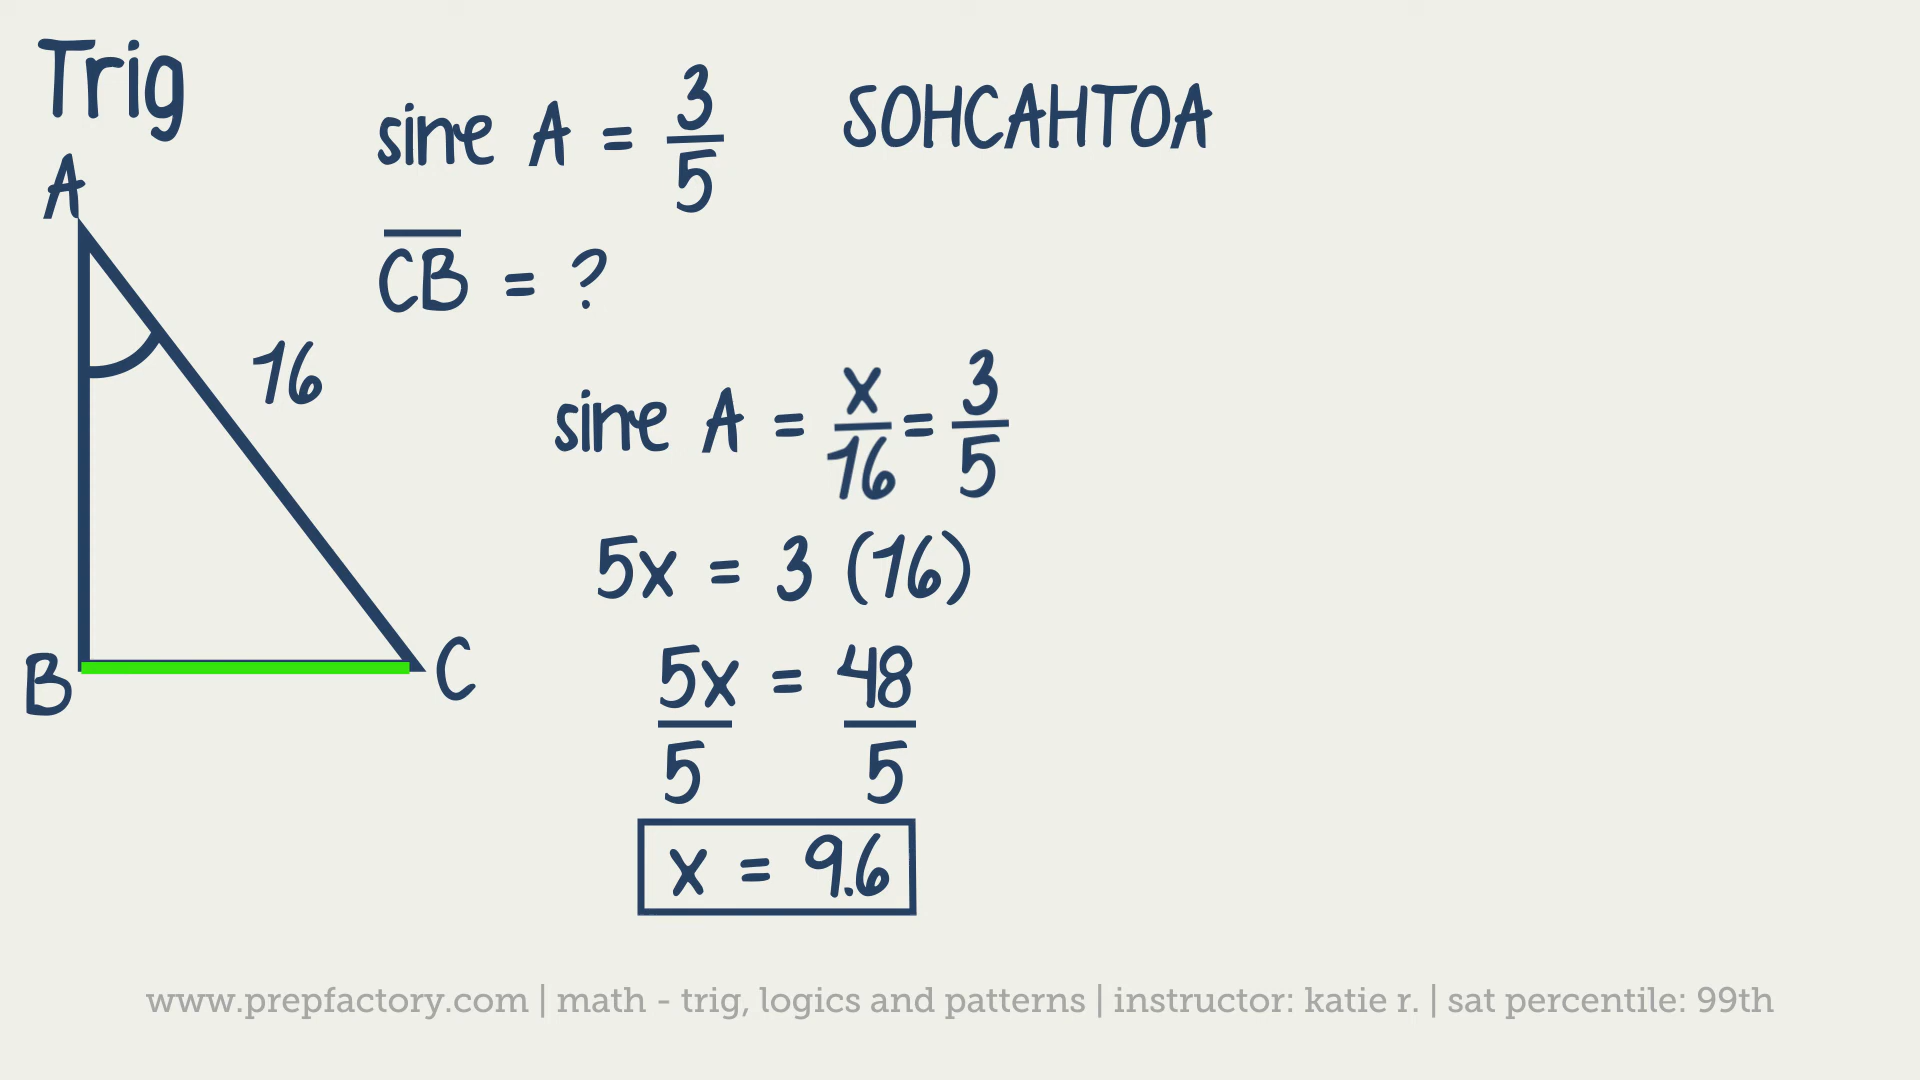 Trig
sine A = 3/5
SOHCAHTOA
A
CB = ?
16
sine A = x/16 = 3/5
5x = 3 (16)
B
C
5x/5 = 48/5
x = 9.6
www.prepfactory.com | math - trig, logics and patterns | instructor: katie r. | sat percentile: 99th